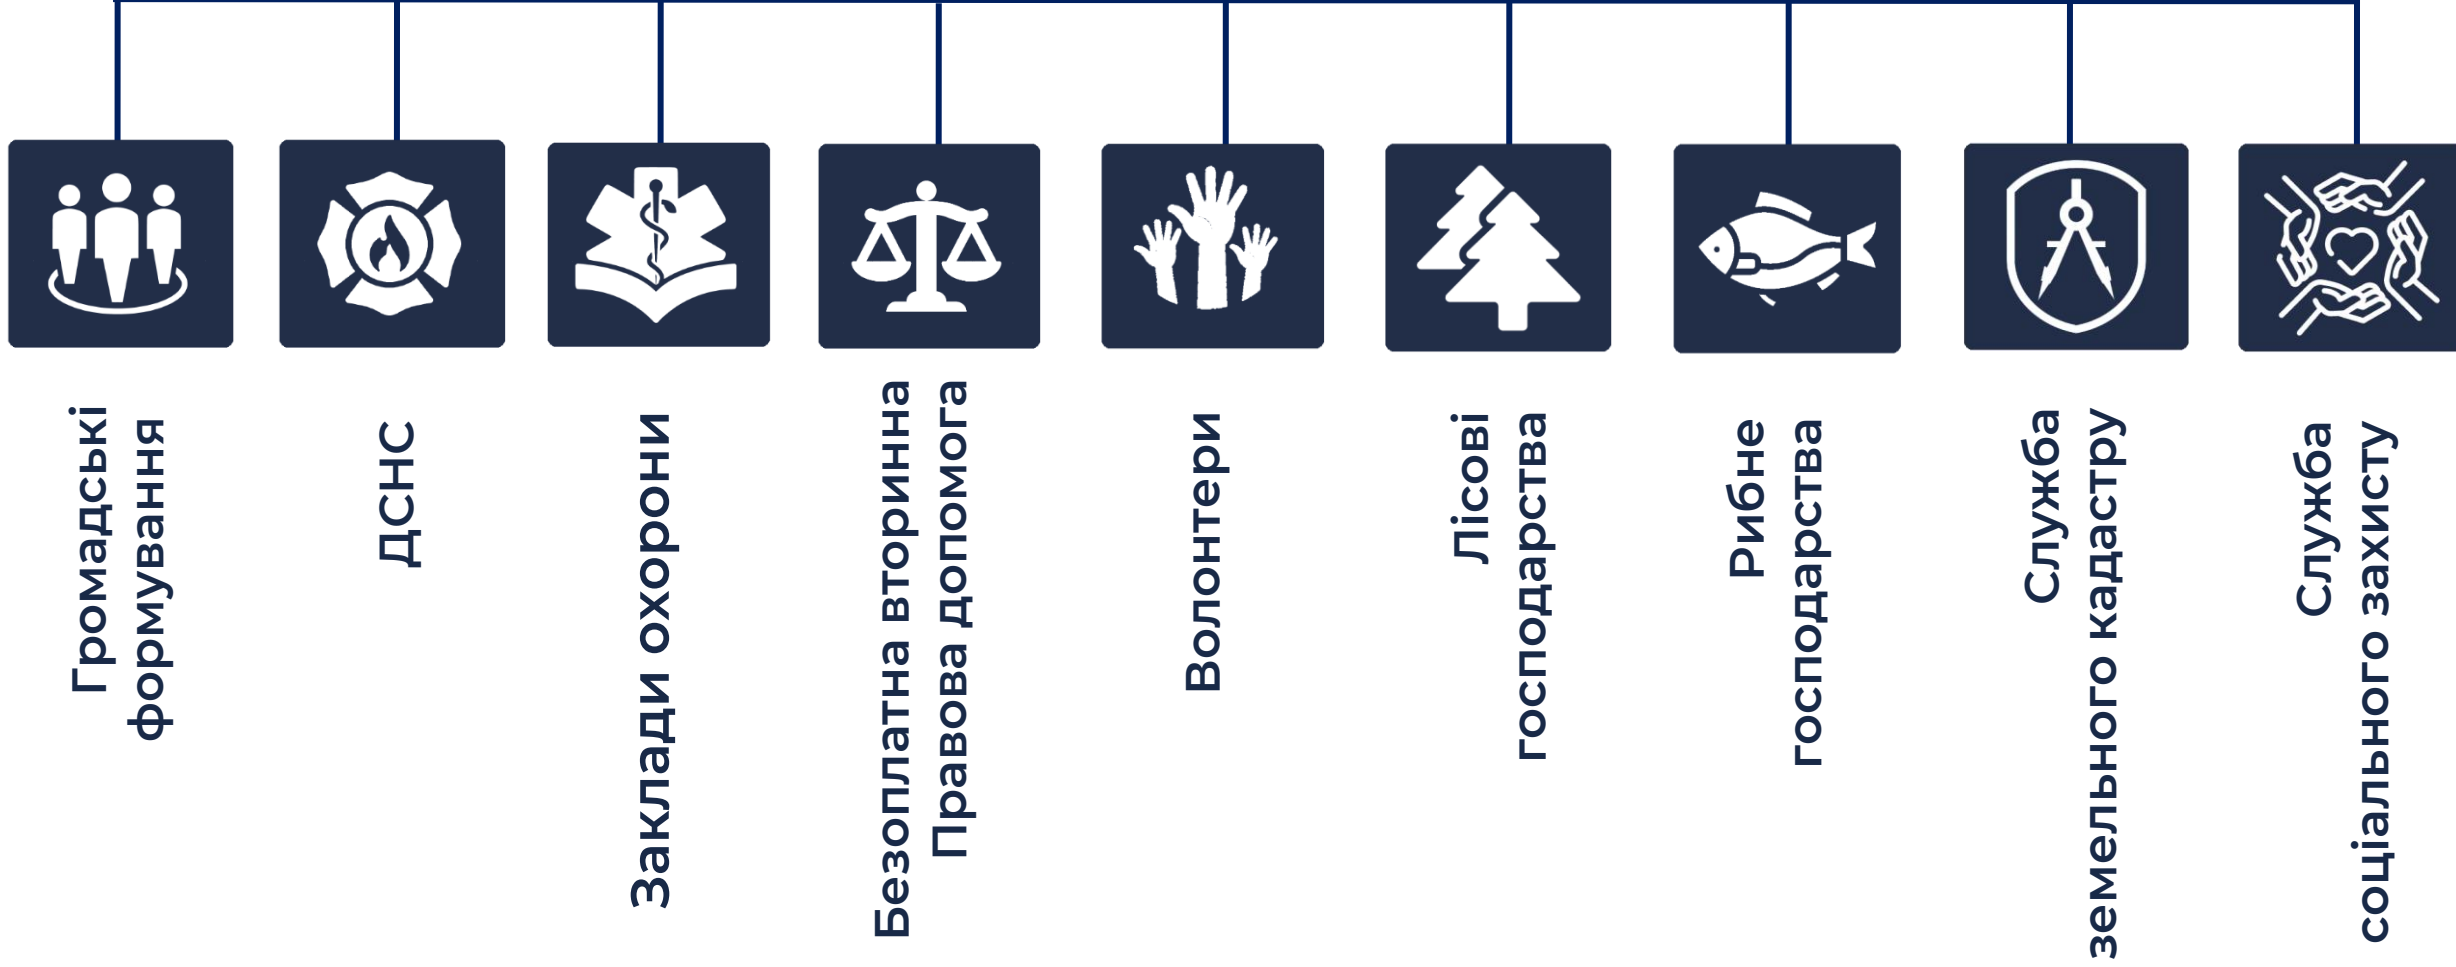 Громадські
формування
ДСНС
Заклади охорони
Безоплатна вторинна
Правова допомога
Волонтери
Лісові
господарства
Рибне
господарства
Служба
земельного кадастру
Служба
соціального захисту